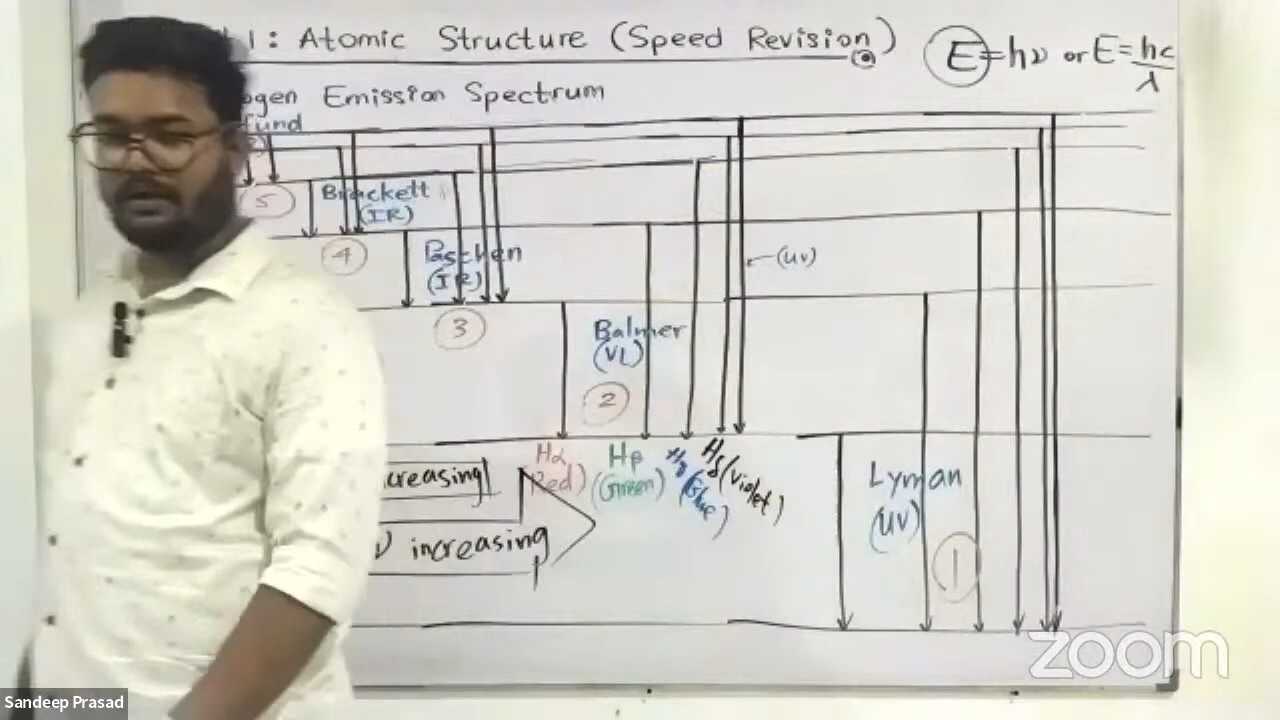 1: Atomic Structure (Speed Revision)
E=hν or E=hc/λ
ogen Emission Spectrum
fund
5
Brackett
(IR)
4
Paschen
(IR)
3
(UV)
Balmer
(VL)
2
Hα Hβ Hγ Hδ (Violet)
(Red) (Green) (Blue)
creasing
ν increasing
Lyman
(UV)
1
zoom
Sandeep Prasad